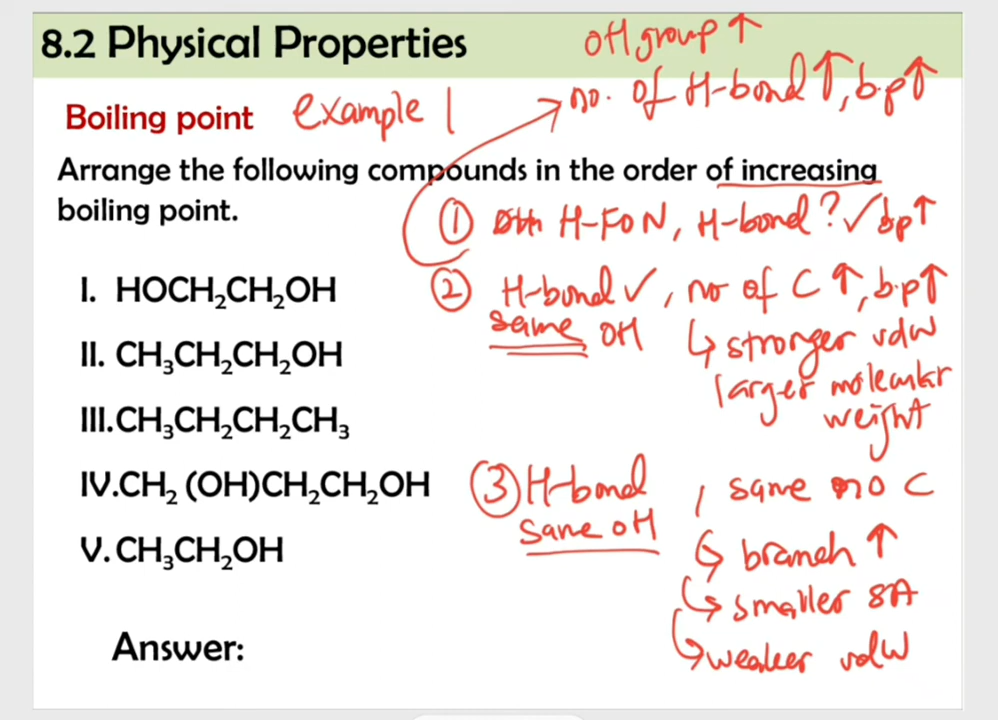 8.2 Physical Properties
OH group ↑
no. of H-bond ↑, b.p ↑
Boiling point example 1
Arrange the following compounds in the order of increasing
boiling point.
① H-FON, H-bond? ✓ bp ↑
I. HOCH₂CH₂OH
② H-bond ✓, no of C ↑, b.p ↑
same OH
↳ stronger vdw
larger molecular
weight
II. CH₃CH₂CH₂OH
III.CH₃CH₂CH₂CH₃
IV.CH₂ (OH)CH₂CH₂OH
③ H-bond, same no C
same OH
↳ branch ↑
↳ smaller SA
↳ weaker vdW
V. CH₃CH₂OH
Answer: